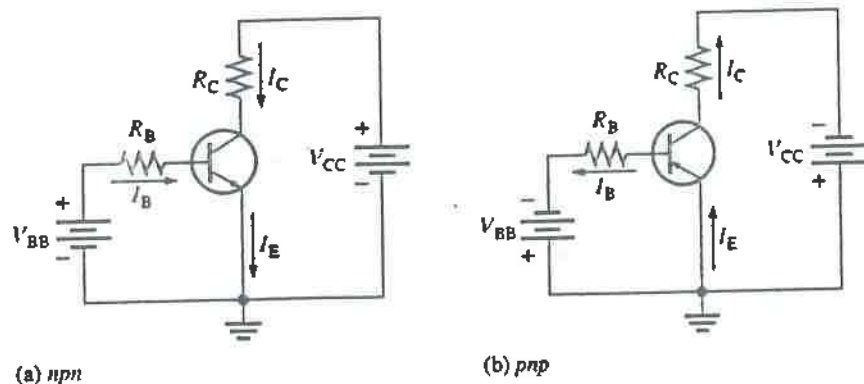 R_C
I_C
R_B
I_B
+
V_BB
-
+
V_CC
-
I_E
(a) npn
R_C
I_C
R_B
I_B
-
V_BB
+
-
V_CC
+
I_E
(b) pnp